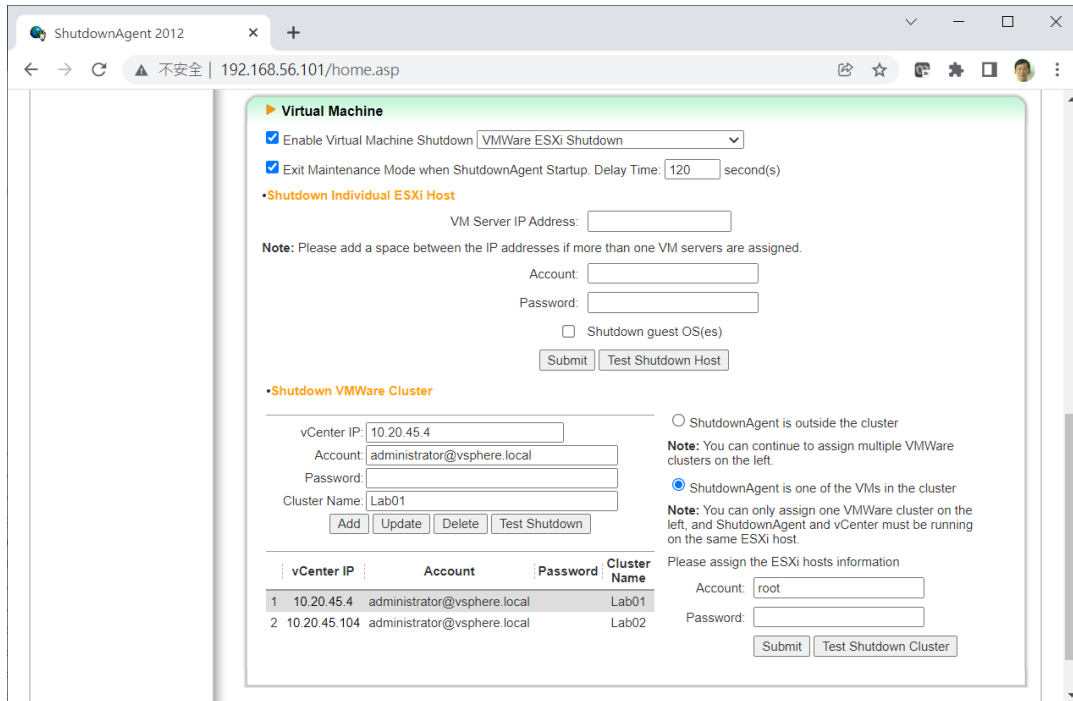 ShutdownAgent 2012
不安全 | 192.168.56.101/home.asp
Virtual Machine
Enable Virtual Machine Shutdown VMWare ESXi Shutdown
Exit Maintenance Mode when ShutdownAgent Startup. Delay Time: 120 second(s)
•Shutdown Individual ESXi Host
VM Server IP Address:
Note: Please add a space between the IP addresses if more than one VM servers are assigned.
Account:
Password:
Shutdown guest OS(es)
Submit Test Shutdown Host
•Shutdown VMWare Cluster
vCenter IP: 10.20.45.4
Account: administrator@vsphere.local
Password:
Cluster Name: Lab01
Add Update Delete Test Shutdown
vCenter IP Account Password Cluster Name
1 10.20.45.4 administrator@vsphere.local Lab01
2 10.20.45.104 administrator@vsphere.local Lab02
ShutdownAgent is outside the cluster
Note: You can continue to assign multiple VMWare
clusters on the left.
ShutdownAgent is one of the VMs in the cluster
Note: You can only assign one VMWare cluster on the
left, and ShutdownAgent and vCenter must be running
on the same ESXi host.
Please assign the ESXi hosts information
Account: root
Password:
Submit Test Shutdown Cluster